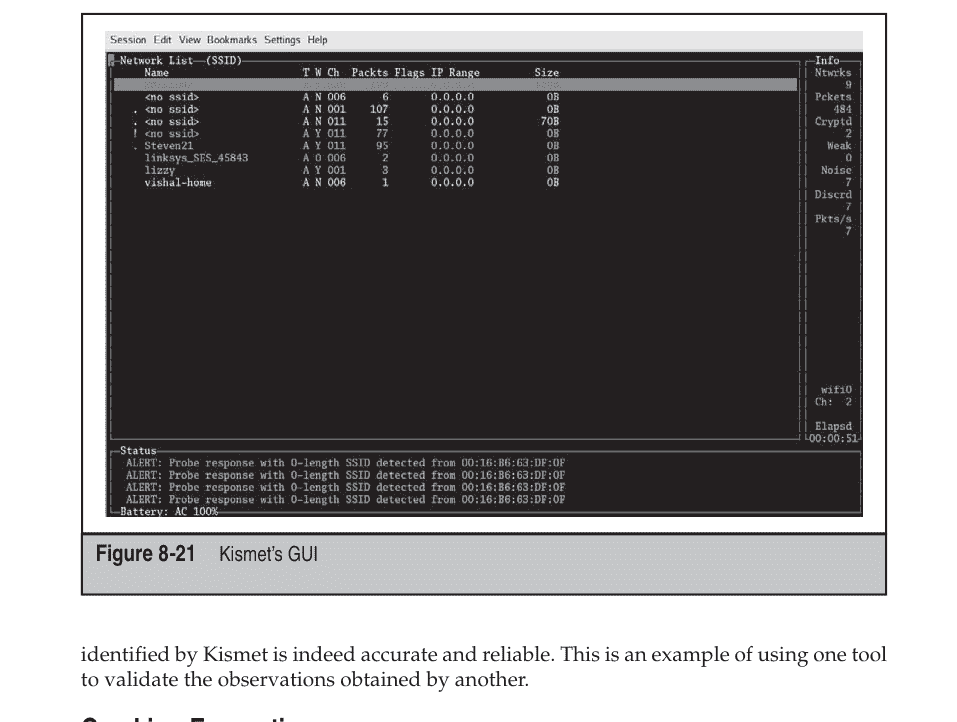 Session Edit View Bookmarks Settings Help
Network List—(SSID)
Name T W Ch Packts Flags IP Range Size
<no ssid> A N 006 6 0.0.0.0 0B
. <no ssid> A N 001 107 0.0.0.0 0B
. <no ssid> A N 011 15 0.0.0.0 70B
! <no ssid> A Y 011 77 0.0.0.0 0B
. Steven21 A Y 011 95 0.0.0.0 0B
linksys_SES_45843 A O 006 2 0.0.0.0 0B
lizzy A Y 001 3 0.0.0.0 0B
vishal-home A N 006 1 0.0.0.0 0B
Info
Ntwrks
9
Pckets
484
Cryptd
2
Weak
0
Noise
7
Discrd
7
Pkts/s
7
wifi0
Ch: 2
Elapsd
00:00:51
Status
ALERT: Probe response with 0-length SSID detected from 00:16:B6:63:DF:0F
ALERT: Probe response with 0-length SSID detected from 00:16:B6:63:DF:0F
ALERT: Probe response with 0-length SSID detected from 00:16:B6:63:DF:0F
ALERT: Probe response with 0-length SSID detected from 00:16:B6:63:DF:0F
Battery: AC 100%
Figure 8-21 Kismet's GUI
identified by Kismet is indeed accurate and reliable. This is an example of using one tool
to validate the observations obtained by another.